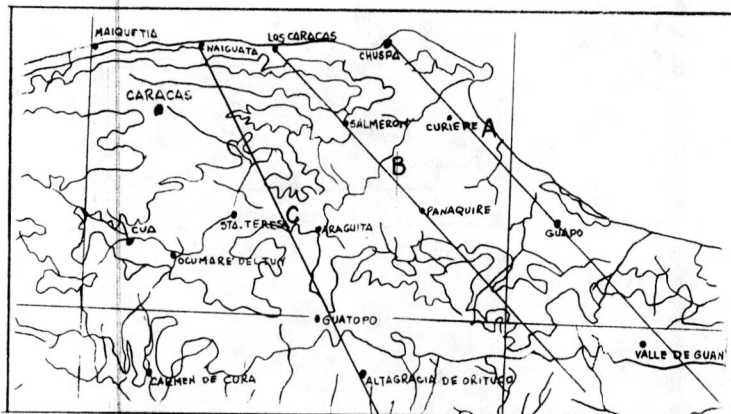 MAIQUETIA
NAIGUATA
LOS CARACAS
CHUSPA
CARACAS
SALMERON
CURIEPE
A
B
PANAQUIRE
C
STA. TERESA
ARAGUITA
GUAPO
CUA
OCUMARE DEL TUY
GUATOPO
VALLE DE GUAN
CARMEN DE CURA
ALTAGRACIA DE ORITUCO